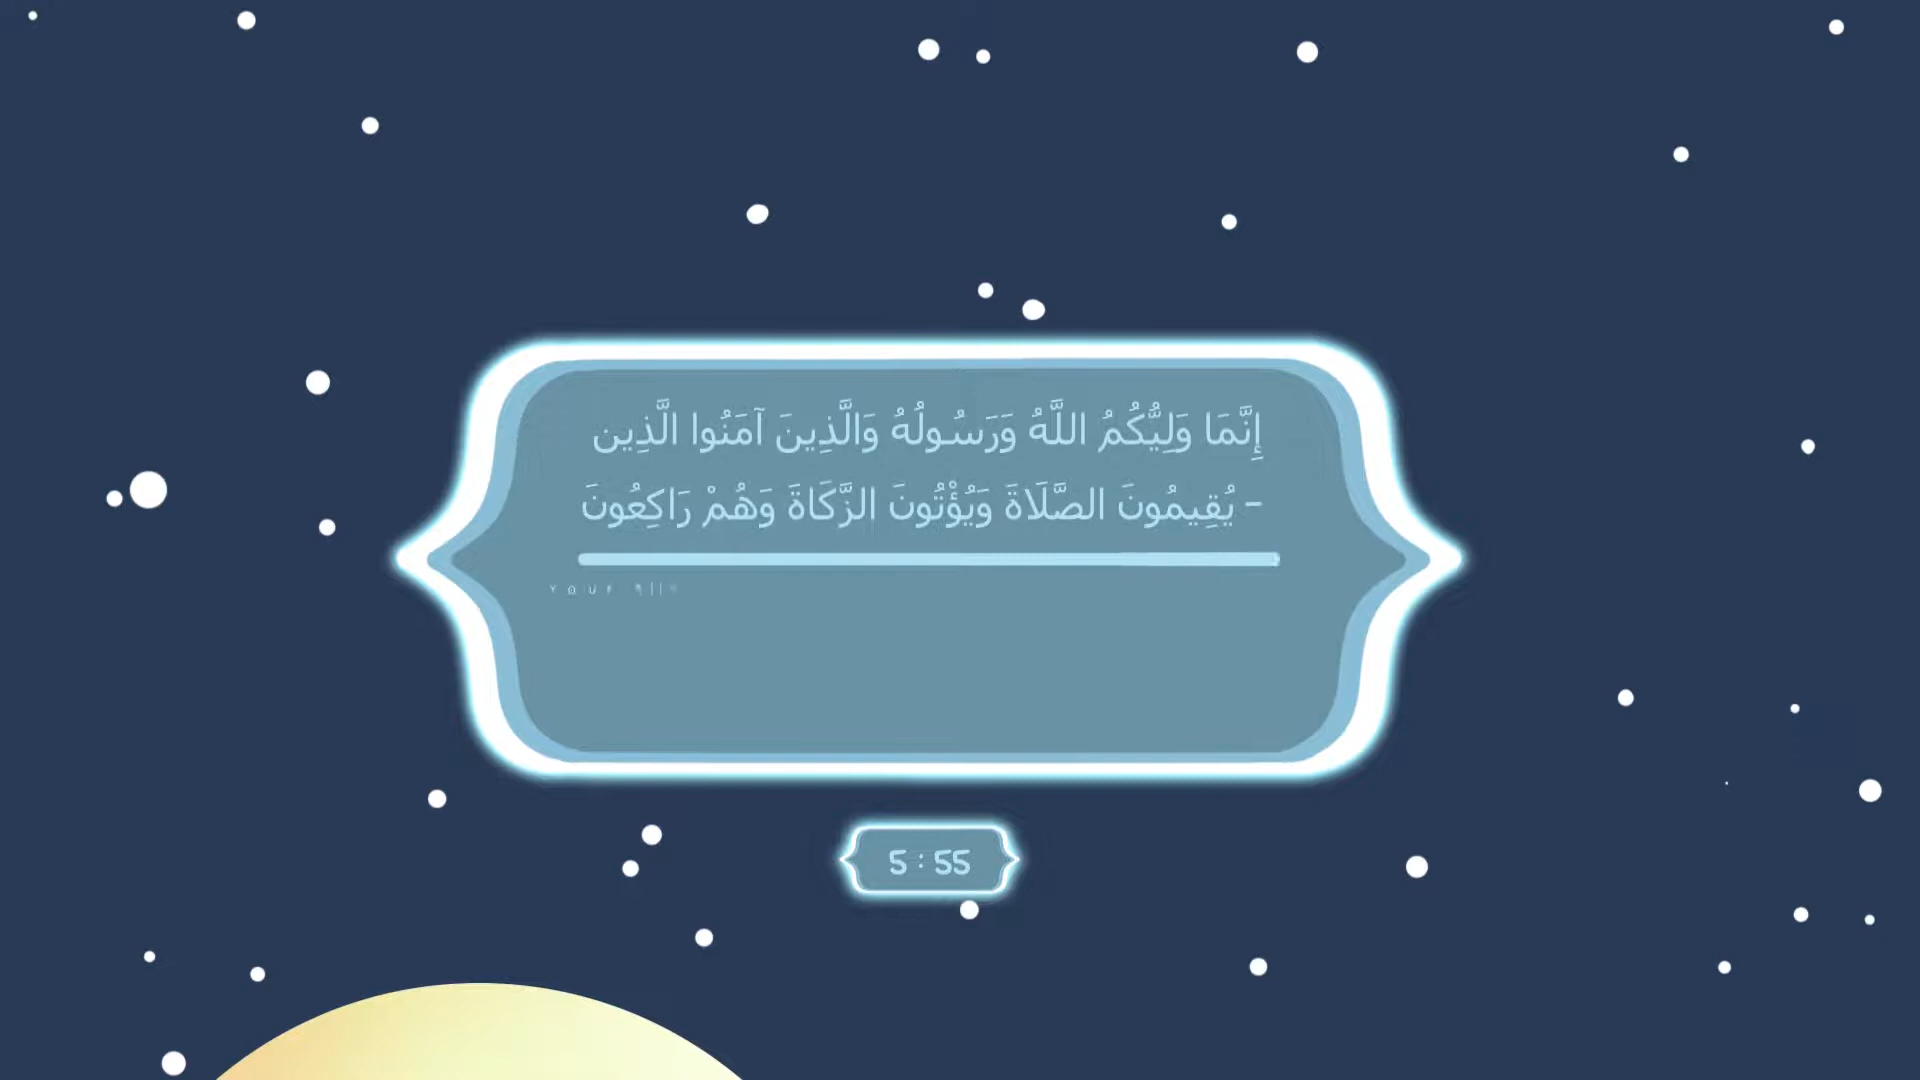 إِنَّمَا وَلِيُّكُمُ اللَّهُ وَرَسُولُهُ وَالَّذِينَ آمَنُوا الَّذِين
- يُقِيمُونَ الصَّلَاةَ وَيُؤْتُونَ الزَّكَاةَ وَهُمْ رَاكِعُونَ
5 : 55